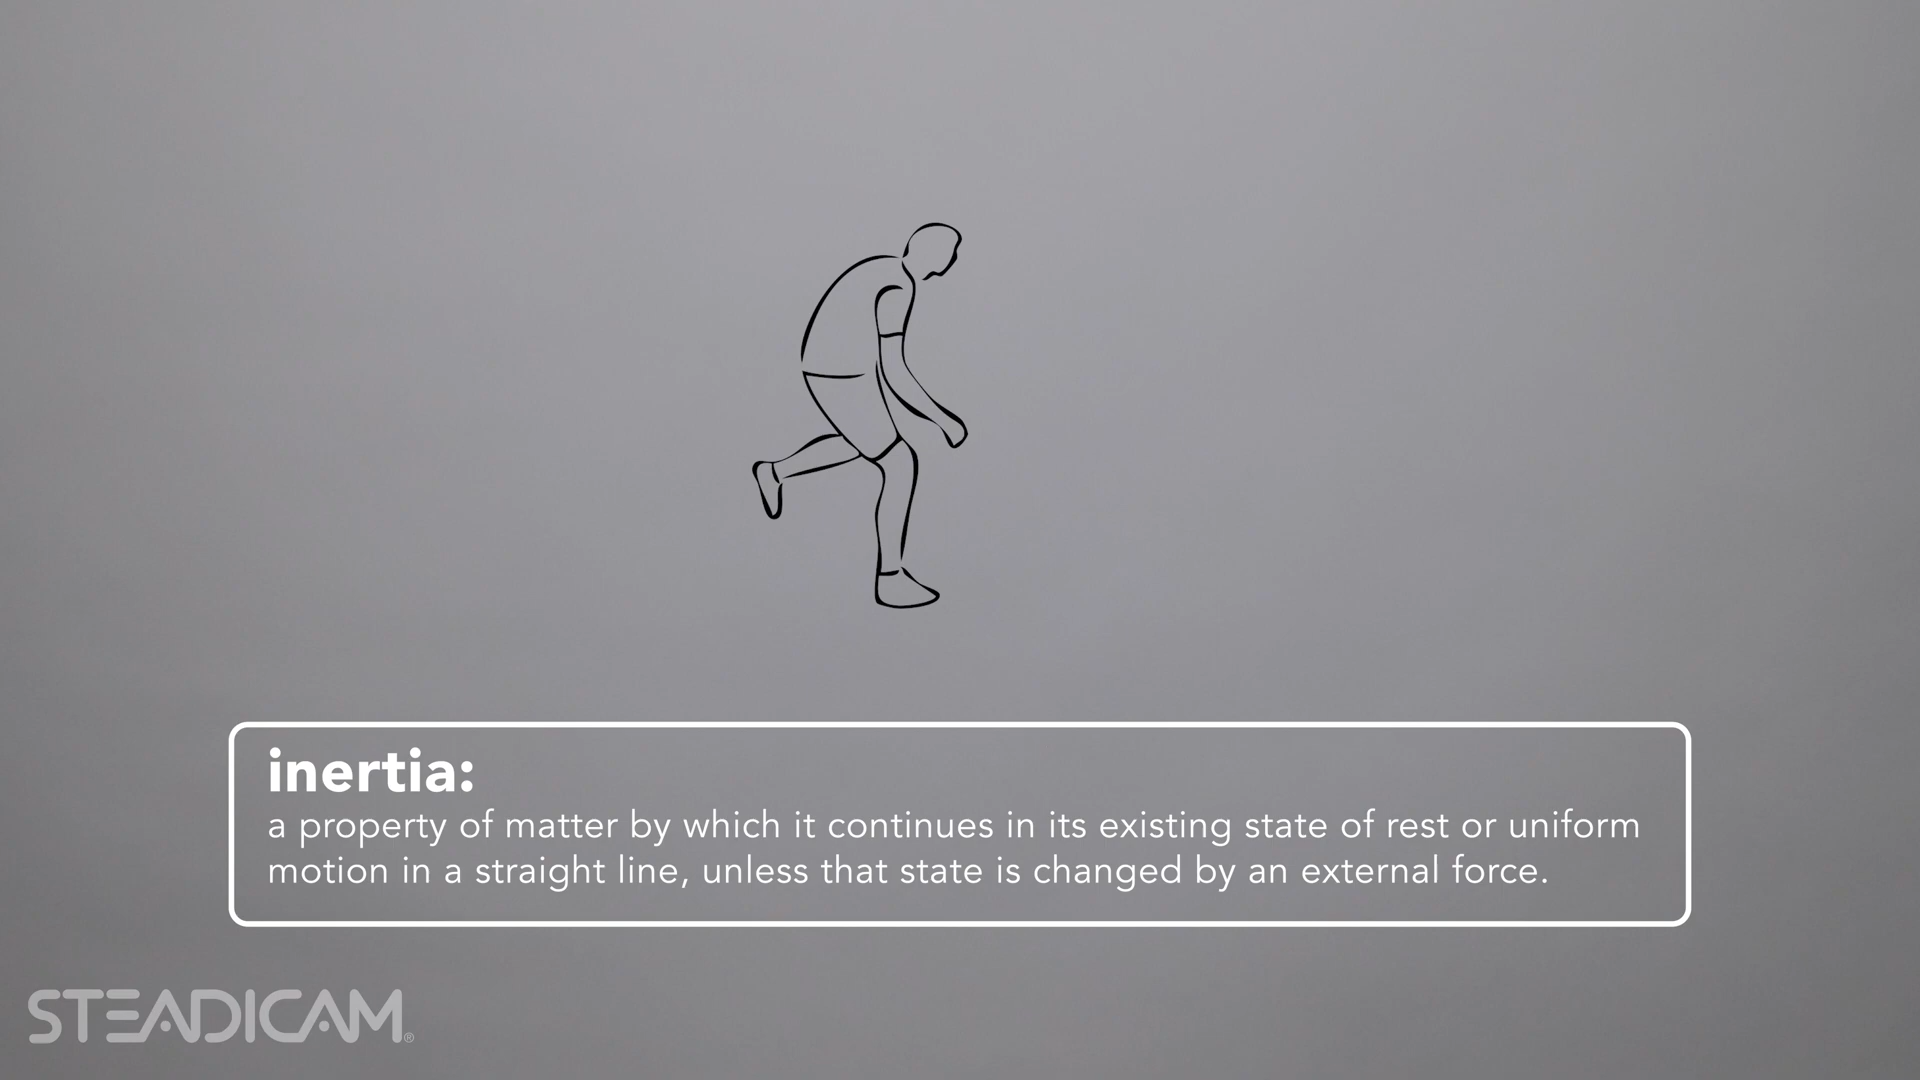 inertia:
a property of matter by which it continues in its existing state of rest or uniform
motion in a straight line, unless that state is changed by an external force.
STEADICAM®